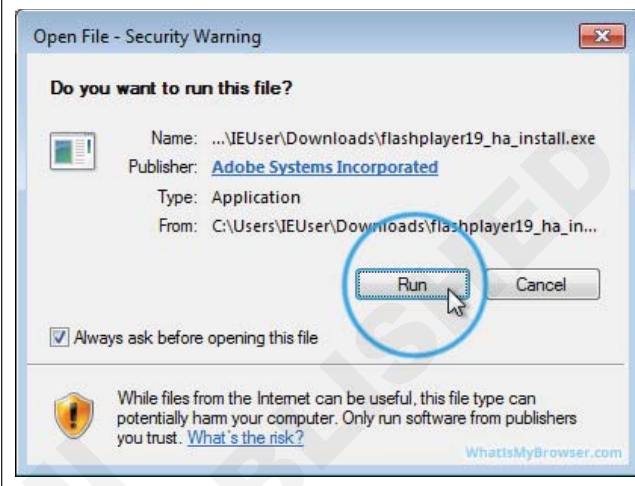 Open File - Security Warning
Do you want to run this file?
Name: ...\IEUser\Downloads\flashplayer19_ha_install.exe
Publisher: Adobe Systems Incorporated
Type: Application
From: C:\Users\IEUser\Downloads\flashplayer19_ha_in...
Run Cancel
Always ask before opening this file
While files from the Internet can be useful, this file type can
potentially harm your computer. Only run software from publishers
you trust. What's the risk?
WhatIsMyBrowser.com